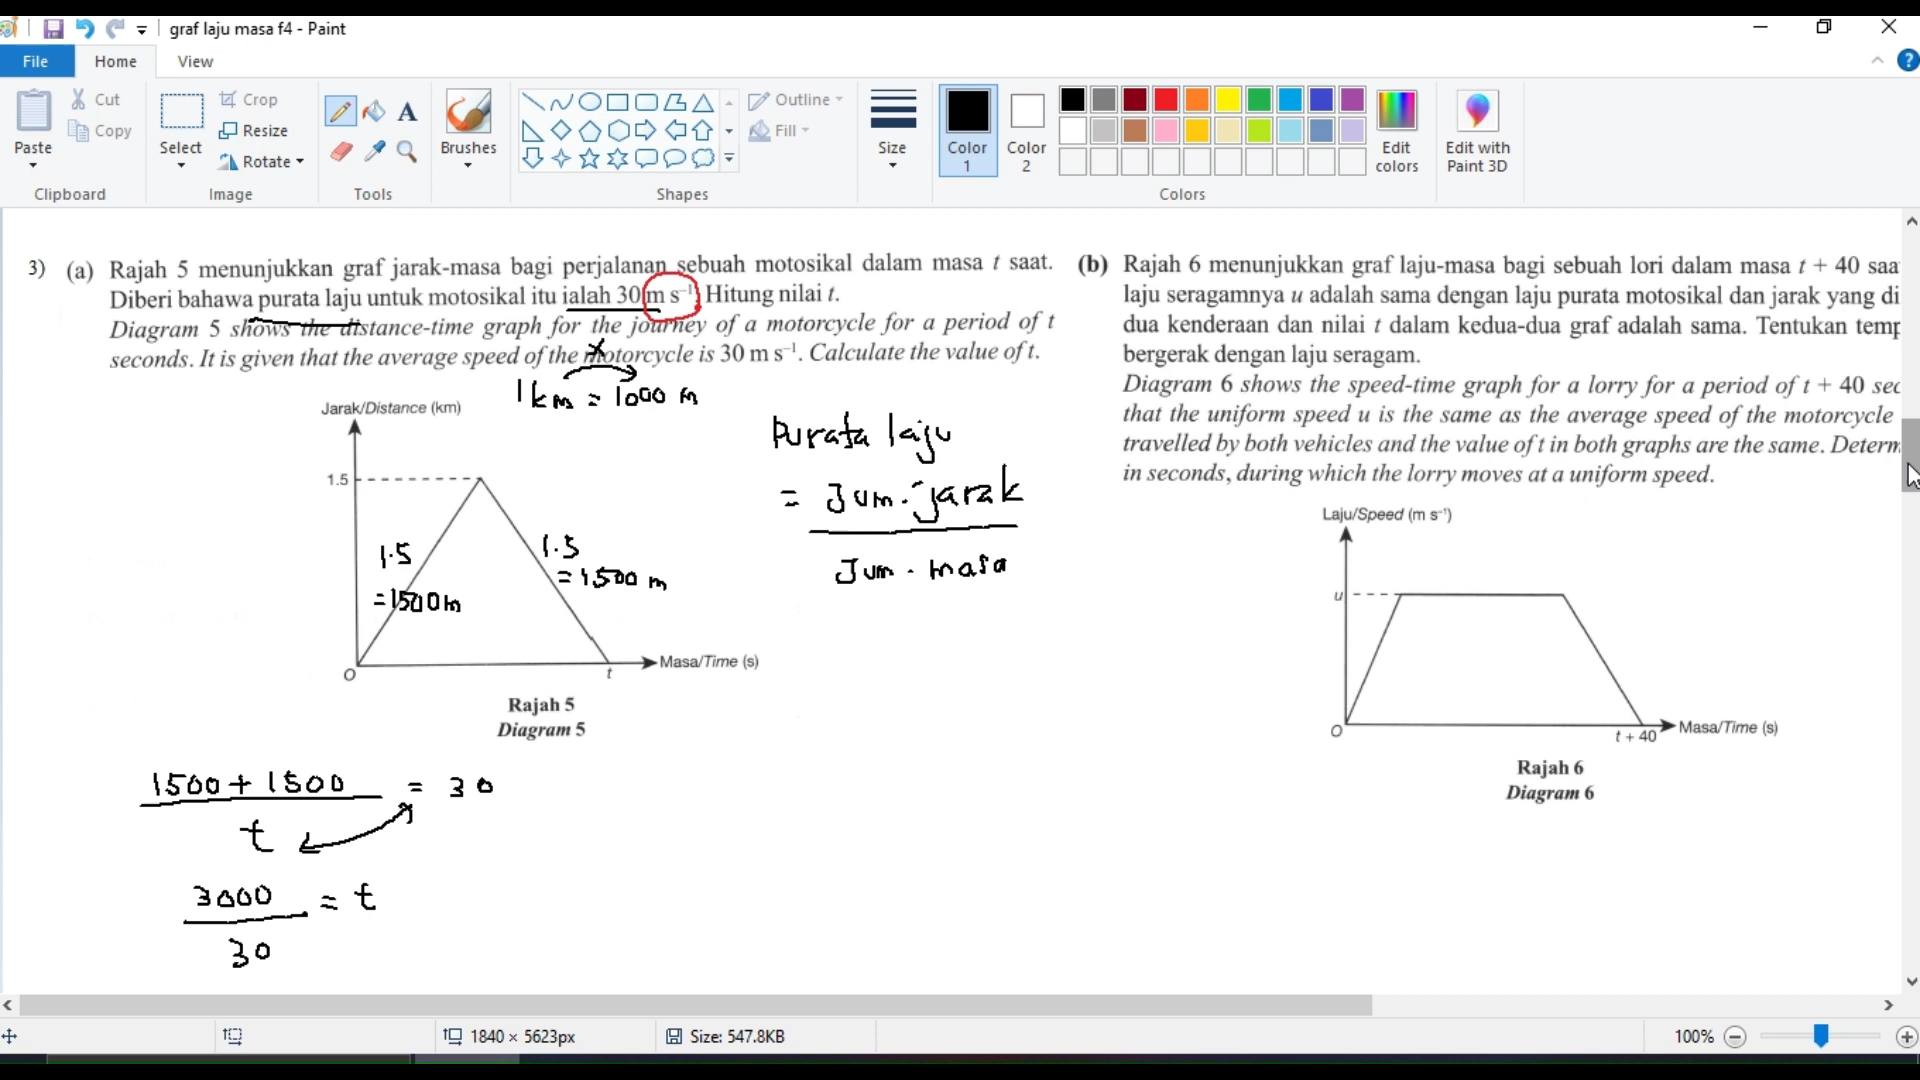 graf laju masa f4 - Paint
File
Home
View
Paste
Cut
Copy
Clipboard
Select
Crop
Resize
Rotate
Image
A
Tools
Brushes
Outline
Fill
Shapes
Size
Color 1
Color 2
Edit colors
Edit with Paint 3D
Colors
3) (a) Rajah 5 menunjukkan graf jarak-masa bagi perjalanan sebuah motosikal dalam masa t saat.
Diberi bahawa purata laju untuk motosikal itu ialah 30 m s⁻¹. Hitung nilai t.
Diagram 5 shows the distance-time graph for the journey of a motorcycle for a period of t
seconds. It is given that the average speed of the motorcycle is 30 m s⁻¹. Calculate the value of t.
x
1 km = 1000 m
Jarak/Distance (km)
1.5
1.5
= 1500 m
1.5
= 1500 m
O
t
Masa/Time (s)
Rajah 5
Diagram 5
Purata laju
= Jum. jarak
Jum. masa
1500 + 1500 = 30
t
3000 = t
30
(b) Rajah 6 menunjukkan graf laju-masa bagi sebuah lori dalam masa t + 40 saa
laju seragamnya u adalah sama dengan laju purata motosikal dan jarak yang di
dua kenderaan dan nilai t dalam kedua-dua graf adalah sama. Tentukan temp
bergerak dengan laju seragam.
Diagram 6 shows the speed-time graph for a lorry for a period of t + 40 sec
that the uniform speed u is the same as the average speed of the motorcycle
travelled by both vehicles and the value of t in both graphs are the same. Determ
in seconds, during which the lorry moves at a uniform speed.
Laju/Speed (m s⁻¹)
u
O
t + 40
Masa/Time (s)
Rajah 6
Diagram 6
1840 × 5623px
Size: 547.8KB
100%